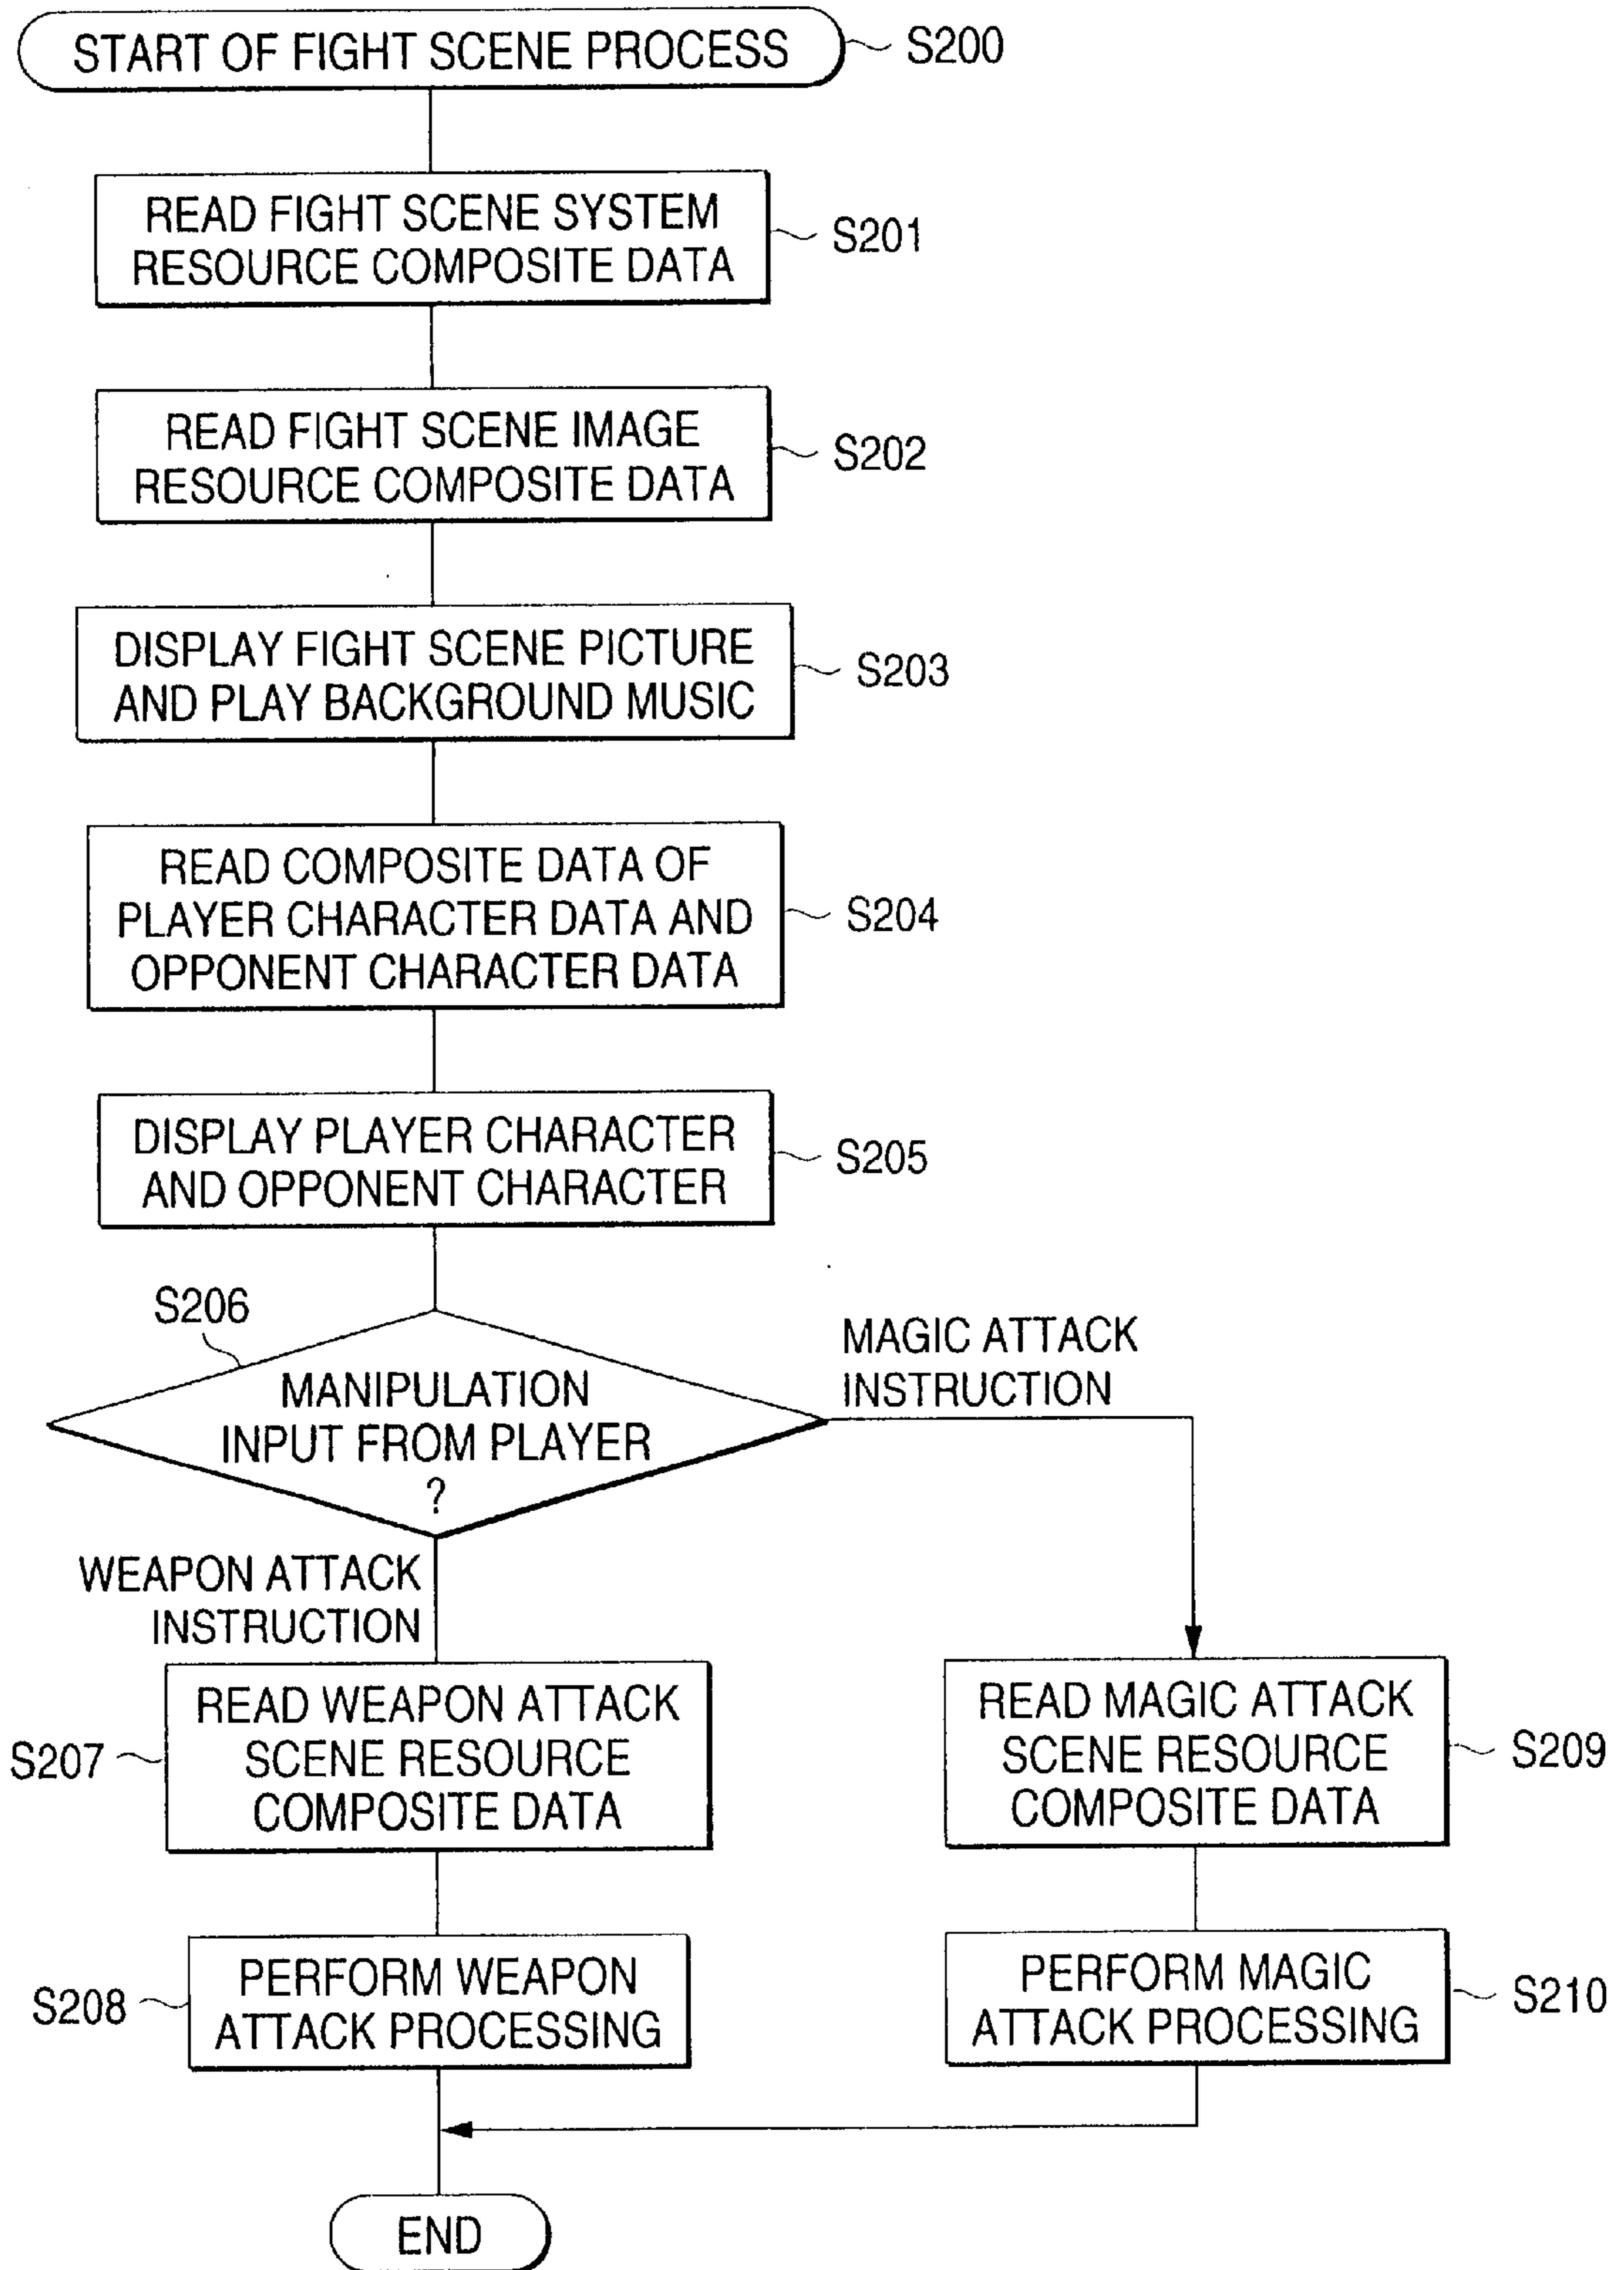 START OF FIGHT SCENE PROCESS
S200
READ FIGHT SCENE SYSTEM
RESOURCE COMPOSITE DATA
S201
READ FIGHT SCENE IMAGE
RESOURCE COMPOSITE DATA
S202
DISPLAY FIGHT SCENE PICTURE
AND PLAY BACKGROUND MUSIC
S203
READ COMPOSITE DATA OF
PLAYER CHARACTER DATA AND
OPPONENT CHARACTER DATA
S204
DISPLAY PLAYER CHARACTER
AND OPPONENT CHARACTER
S205
S206
MANIPULATION
INPUT FROM PLAYER
?
MAGIC ATTACK
INSTRUCTION
WEAPON ATTACK
INSTRUCTION
READ WEAPON ATTACK
SCENE RESOURCE
COMPOSITE DATA
S207
READ MAGIC ATTACK
SCENE RESOURCE
COMPOSITE DATA
S209
PERFORM WEAPON
ATTACK PROCESSING
S208
PERFORM MAGIC
ATTACK PROCESSING
S210
END